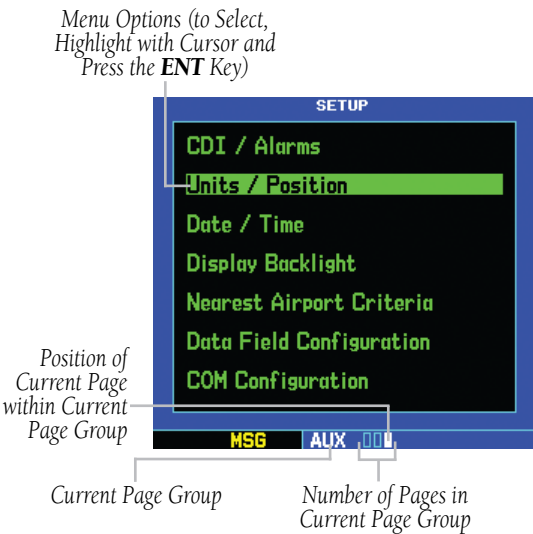 Menu Options (to Select,
Highlight with Cursor and
Press the ENT Key)
SETUP
CDI / Alarms
Units / Position
Date / Time
Display Backlight
Nearest Airport Criteria
Data Field Configuration
COM Configuration
Position of
Current Page
within Current
Page Group
MSG AUX
Current Page Group
Number of Pages in
Current Page Group